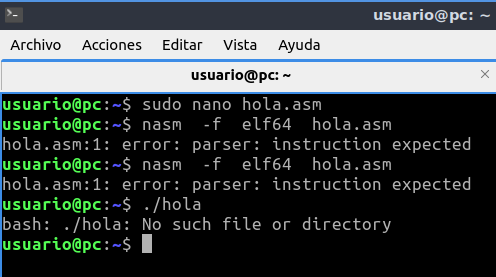 usuario@pc: ~
Archivo Acciones Editar Vista Ayuda
usuario@pc: ~
usuario@pc:~$ sudo nano hola.asm
usuario@pc:~$ nasm  -f  elf64  hola.asm
hola.asm:1: error: parser: instruction expected
usuario@pc:~$ nasm  -f  elf64  hola.asm
hola.asm:1: error: parser: instruction expected
usuario@pc:~$ ./hola
bash: ./hola: No such file or directory
usuario@pc:~$